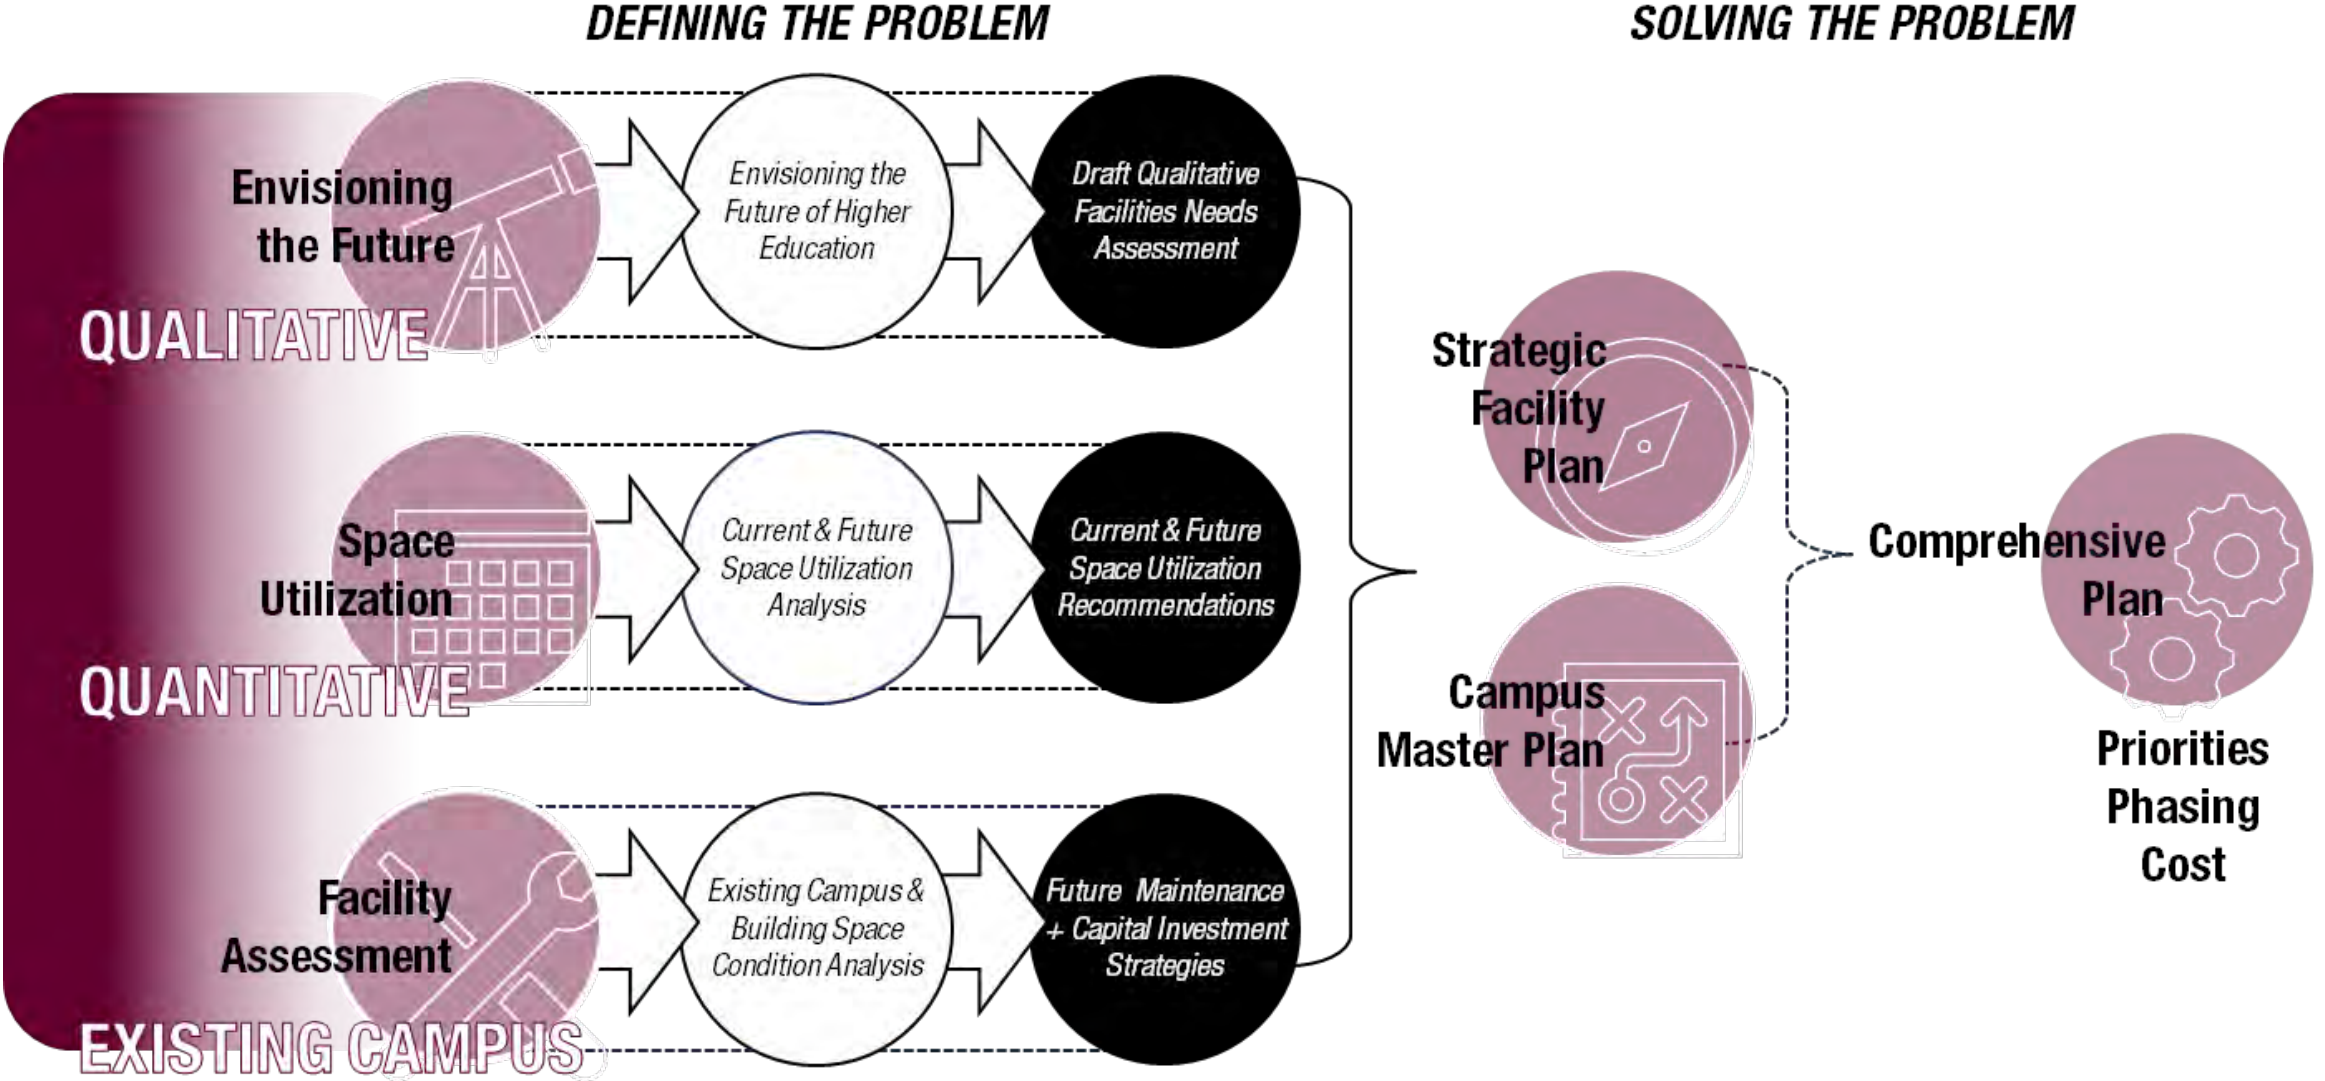 DEFINING THE PROBLEM
SOLVING THE PROBLEM
Envisioning
the Future
QUALITATIVE
Envisioning the
Future of Higher
Education
Draft Qualitative
Facilities Needs
Assessment
Space
Utilization
QUANTITATIVE
Current & Future
Space Utilization
Analysis
Current & Future
Space Utilization
Recommendations
Facility
Assessment
EXISTING CAMPUS
Existing Campus &
Building Space
Condition Analysis
Future Maintenance
+ Capital Investment
Strategies
Strategic
Facility
Plan
Campus
Master Plan
Comprehensive
Plan
Priorities
Phasing
Cost